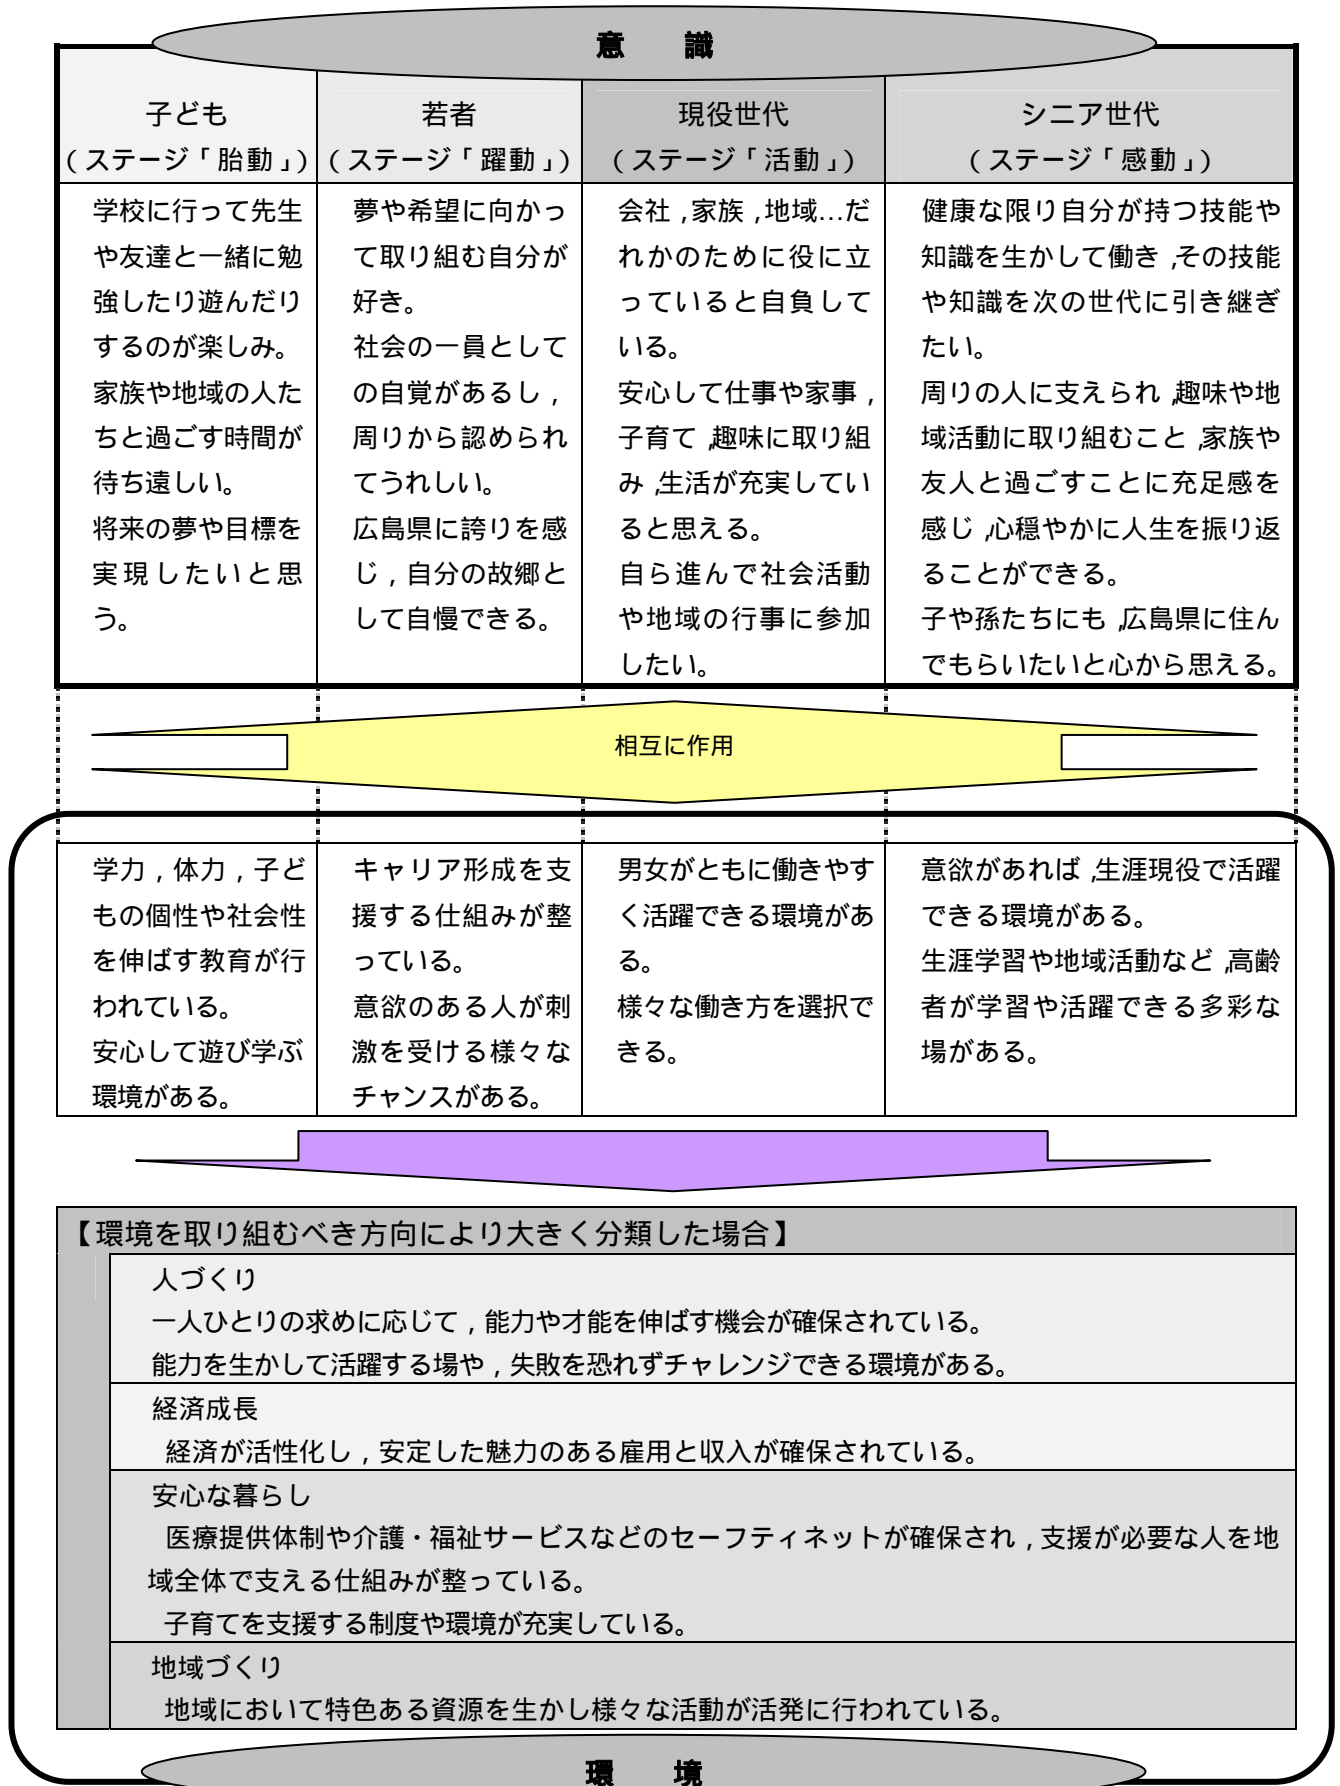 意　識
子ども
（ステージ「胎動」）
学校に行って先生
や友達と一緒に勉
強したり遊んだり
するのが楽しみ。
家族や地域の人た
ちと過ごす時間が
待ち遠しい。
将来の夢や目標を
実現したいと思
う。
若者
（ステージ「躍動」）
夢や希望に向かっ
て取り組む自分が
好き。
社会の一員として
の自覚があるし，
周りから認められ
てうれしい。
広島県に誇りを感
じ，自分の故郷と
して自慢できる。
現役世代
（ステージ「活動」）
会社，家族，地域…だ
れかのために役に立
っていると自負して
いる。
安心して仕事や家事，
子育て，趣味に取り組
み，生活が充実してい
ると思える。
自ら進んで社会活動
や地域の行事に参加
したい。
シニア世代
（ステージ「感動」）
健康な限り自分が持つ技能や
知識を生かして働き，その技能
や知識を次の世代に引き継ぎ
たい。
周りの人に支えられ，趣味や地
域活動に取り組むこと，家族や
友人と過ごすことに充足感を
感じ，心穏やかに人生を振り返
ることができる。
子や孫たちにも，広島県に住ん
でもらいたいと心から思える。
相互に作用
学力，体力，子ど
もの個性や社会性
を伸ばす教育が行
われている。
安心して遊び学ぶ
環境がある。
キャリア形成を支
援する仕組みが整
っている。
意欲のある人が刺
激を受ける様々な
チャンスがある。
男女がともに働きやす
く活躍できる環境があ
る。
様々な働き方を選択で
きる。
意欲があれば，生涯現役で活躍
できる環境がある。
生涯学習や地域活動など，高齢
者が学習や活躍できる多彩な
場がある。
【環境を取り組むべき方向により大きく分類した場合】
人づくり
一人ひとりの求めに応じて，能力や才能を伸ばす機会が確保されている。
能力を生かして活躍する場や，失敗を恐れずチャレンジできる環境がある。
経済成長
経済が活性化し，安定した魅力のある雇用と収入が確保されている。
安心な暮らし
医療提供体制や介護・福祉サービスなどのセーフティネットが確保され，支援が必要な人を地
域全体で支える仕組みが整っている。
子育てを支援する制度や環境が充実している。
地域づくり
地域において特色ある資源を生かし様々な活動が活発に行われている。
環　境